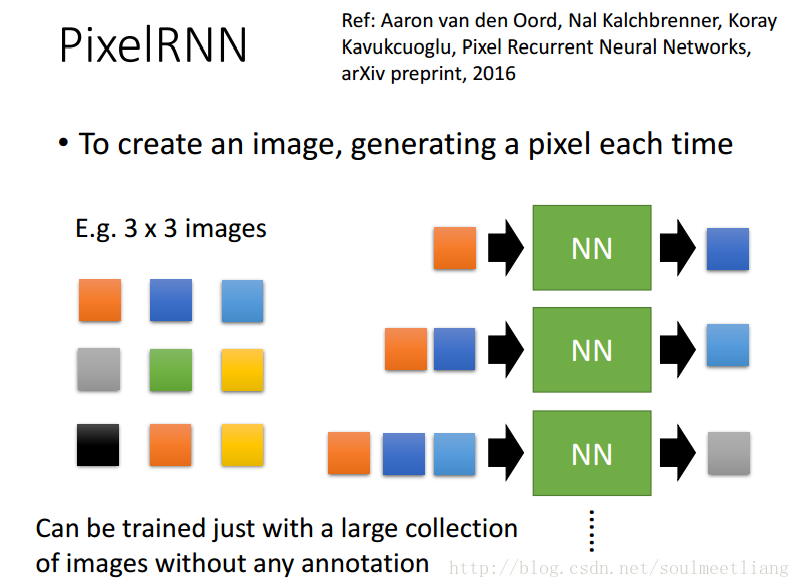 PixelRNN
Ref: Aaron van den Oord, Nal Kalchbrenner, Koray
Kavukcuoglu, Pixel Recurrent Neural Networks,
arXiv preprint, 2016
• To create an image, generating a pixel each time
E.g. 3 x 3 images
NN
NN
NN
......
Can be trained just with a large collection
of images without any annotation
http://blog.csdn.net/soulmeetliang